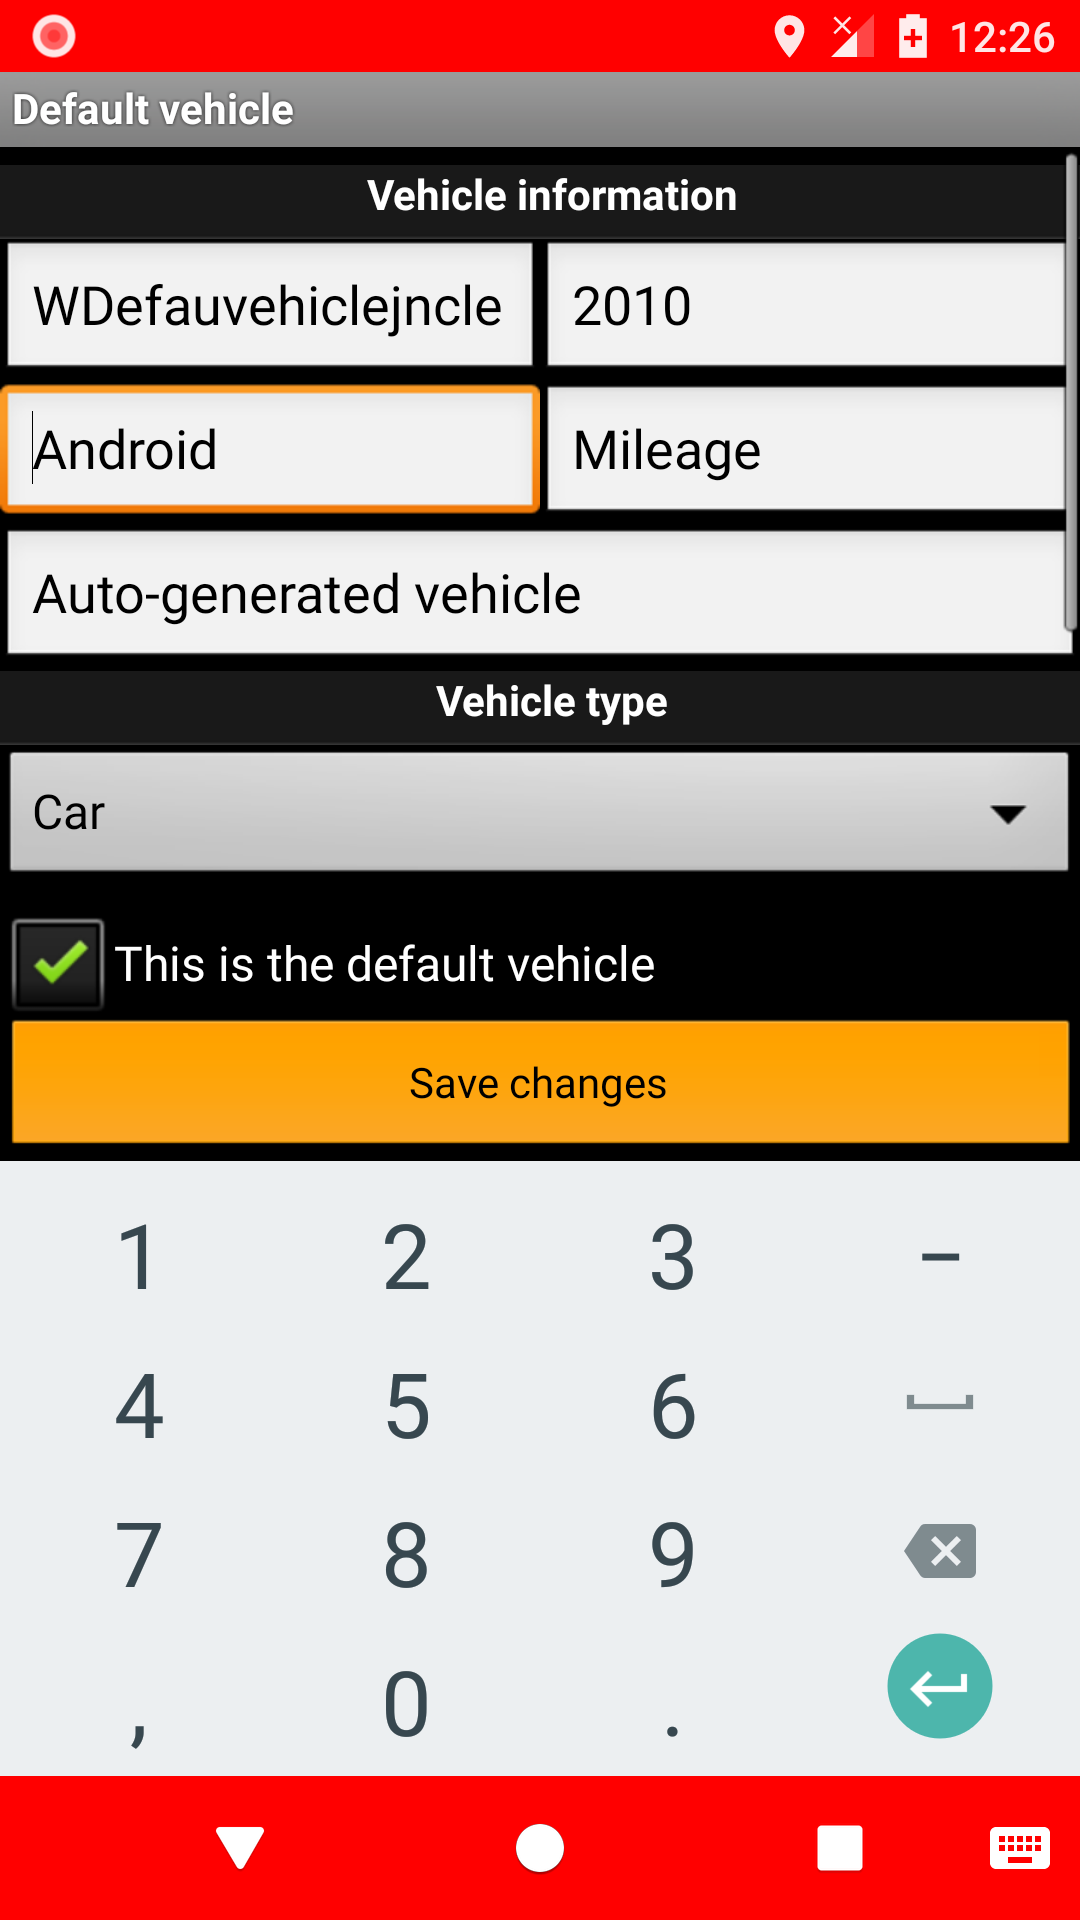 12:26
Default vehicle
Vehicle information
WDefauvehiclejncle 2010
Android Mileage
Auto-generated vehicle
Vehicle type
Car
This is the default vehicle
Save changes
1 2 3 –
4 5 6
7 8 9
, 0 .